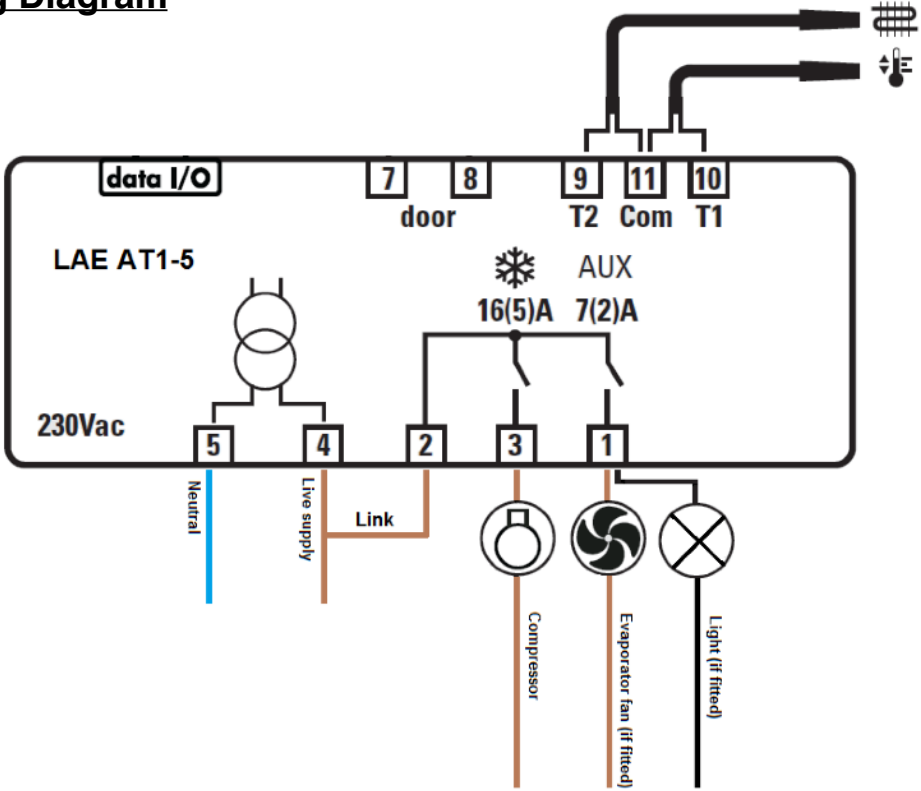 g Diagram
data I/O
7
8
9
11
10
door
T2 Com T1
LAE AT1-5
AUX
16(5)A 7(2)A
230Vac
5
4
2
3
1
Neutral
Live supply
Link
Compressor
Evaporator fan (if fitted)
Light (if fitted)